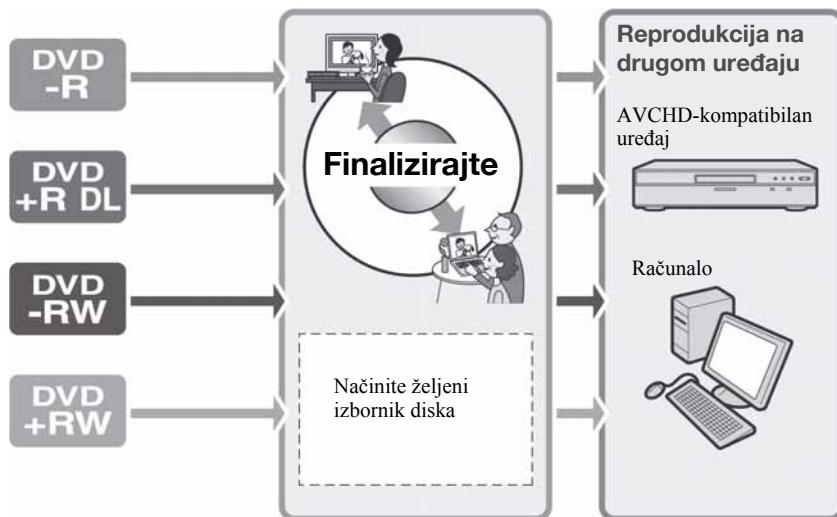 DVD
-R
DVD
+R DL
DVD
-RW
DVD
+RW
Finalizirajte
Načinite željeni
izbornik diska
Reprodukcija na
drugom uređaju
AVCHD-kompatibilan
uređaj
Računalo